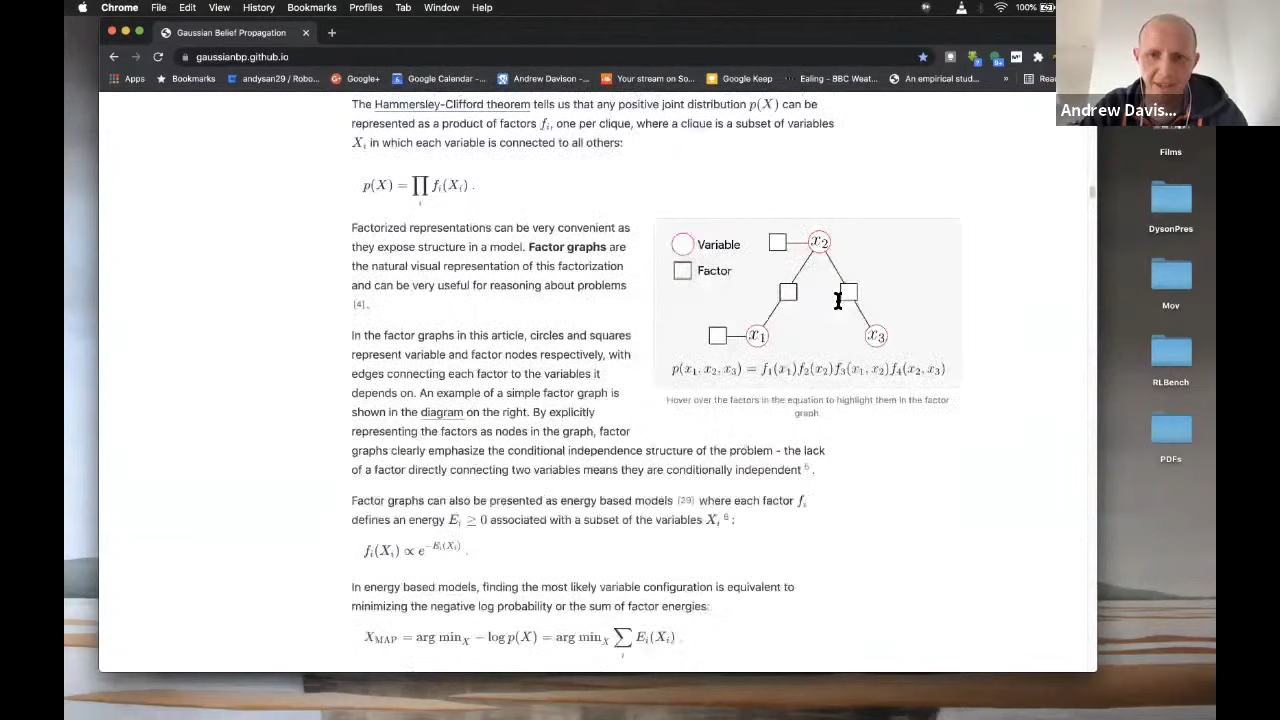 Chrome File Edit View History Bookmarks Profiles Tab Window Help
100%
Gaussian Belief Propagation
gaussianbp.github.io
Apps Bookmarks andysan29 / Robo... Google+ Google Calendar -... Andrew Davison -... Your stream on So... Google Keep Ealing - BBC Weat... An empirical stud... » Rea
Andrew Davis...
The Hammersley-Clifford theorem tells us that any positive joint distribution p(X) can be
represented as a product of factors fᵢ, one per clique, where a clique is a subset of variables
Xᵢ in which each variable is connected to all others:
p(X) = ∏ᵢ fᵢ(Xᵢ) .
Factorized representations can be very convenient as
they expose structure in a model. Factor graphs are
the natural visual representation of this factorization
and can be very useful for reasoning about problems
[4].
Variable
Factor
x₂
x₁
x₃
p(x₁, x₂, x₃) = f₁(x₁)f₂(x₂)f₃(x₁, x₂)f₄(x₂, x₃)
Hover over the factors in the equation to highlight them in the factor
graph.
In the factor graphs in this article, circles and squares
represent variable and factor nodes respectively, with
edges connecting each factor to the variables it
depends on. An example of a simple factor graph is
shown in the diagram on the right. By explicitly
representing the factors as nodes in the graph, factor
graphs clearly emphasize the conditional independence structure of the problem - the lack
of a factor directly connecting two variables means they are conditionally independent ⁵ .
Factor graphs can also be presented as energy based models [29] where each factor fᵢ
defines an energy Eᵢ ≥ 0 associated with a subset of the variables Xᵢ ⁶ :
fᵢ(Xᵢ) ∝ e^{−Eᵢ(Xᵢ)} .
In energy based models, finding the most likely variable configuration is equivalent to
minimizing the negative log probability or the sum of factor energies:
X_MAP = arg min_X − log p(X) = arg min_X ∑ᵢ Eᵢ(Xᵢ) .
Films
DysonPres
Mov
RLBench
PDFs